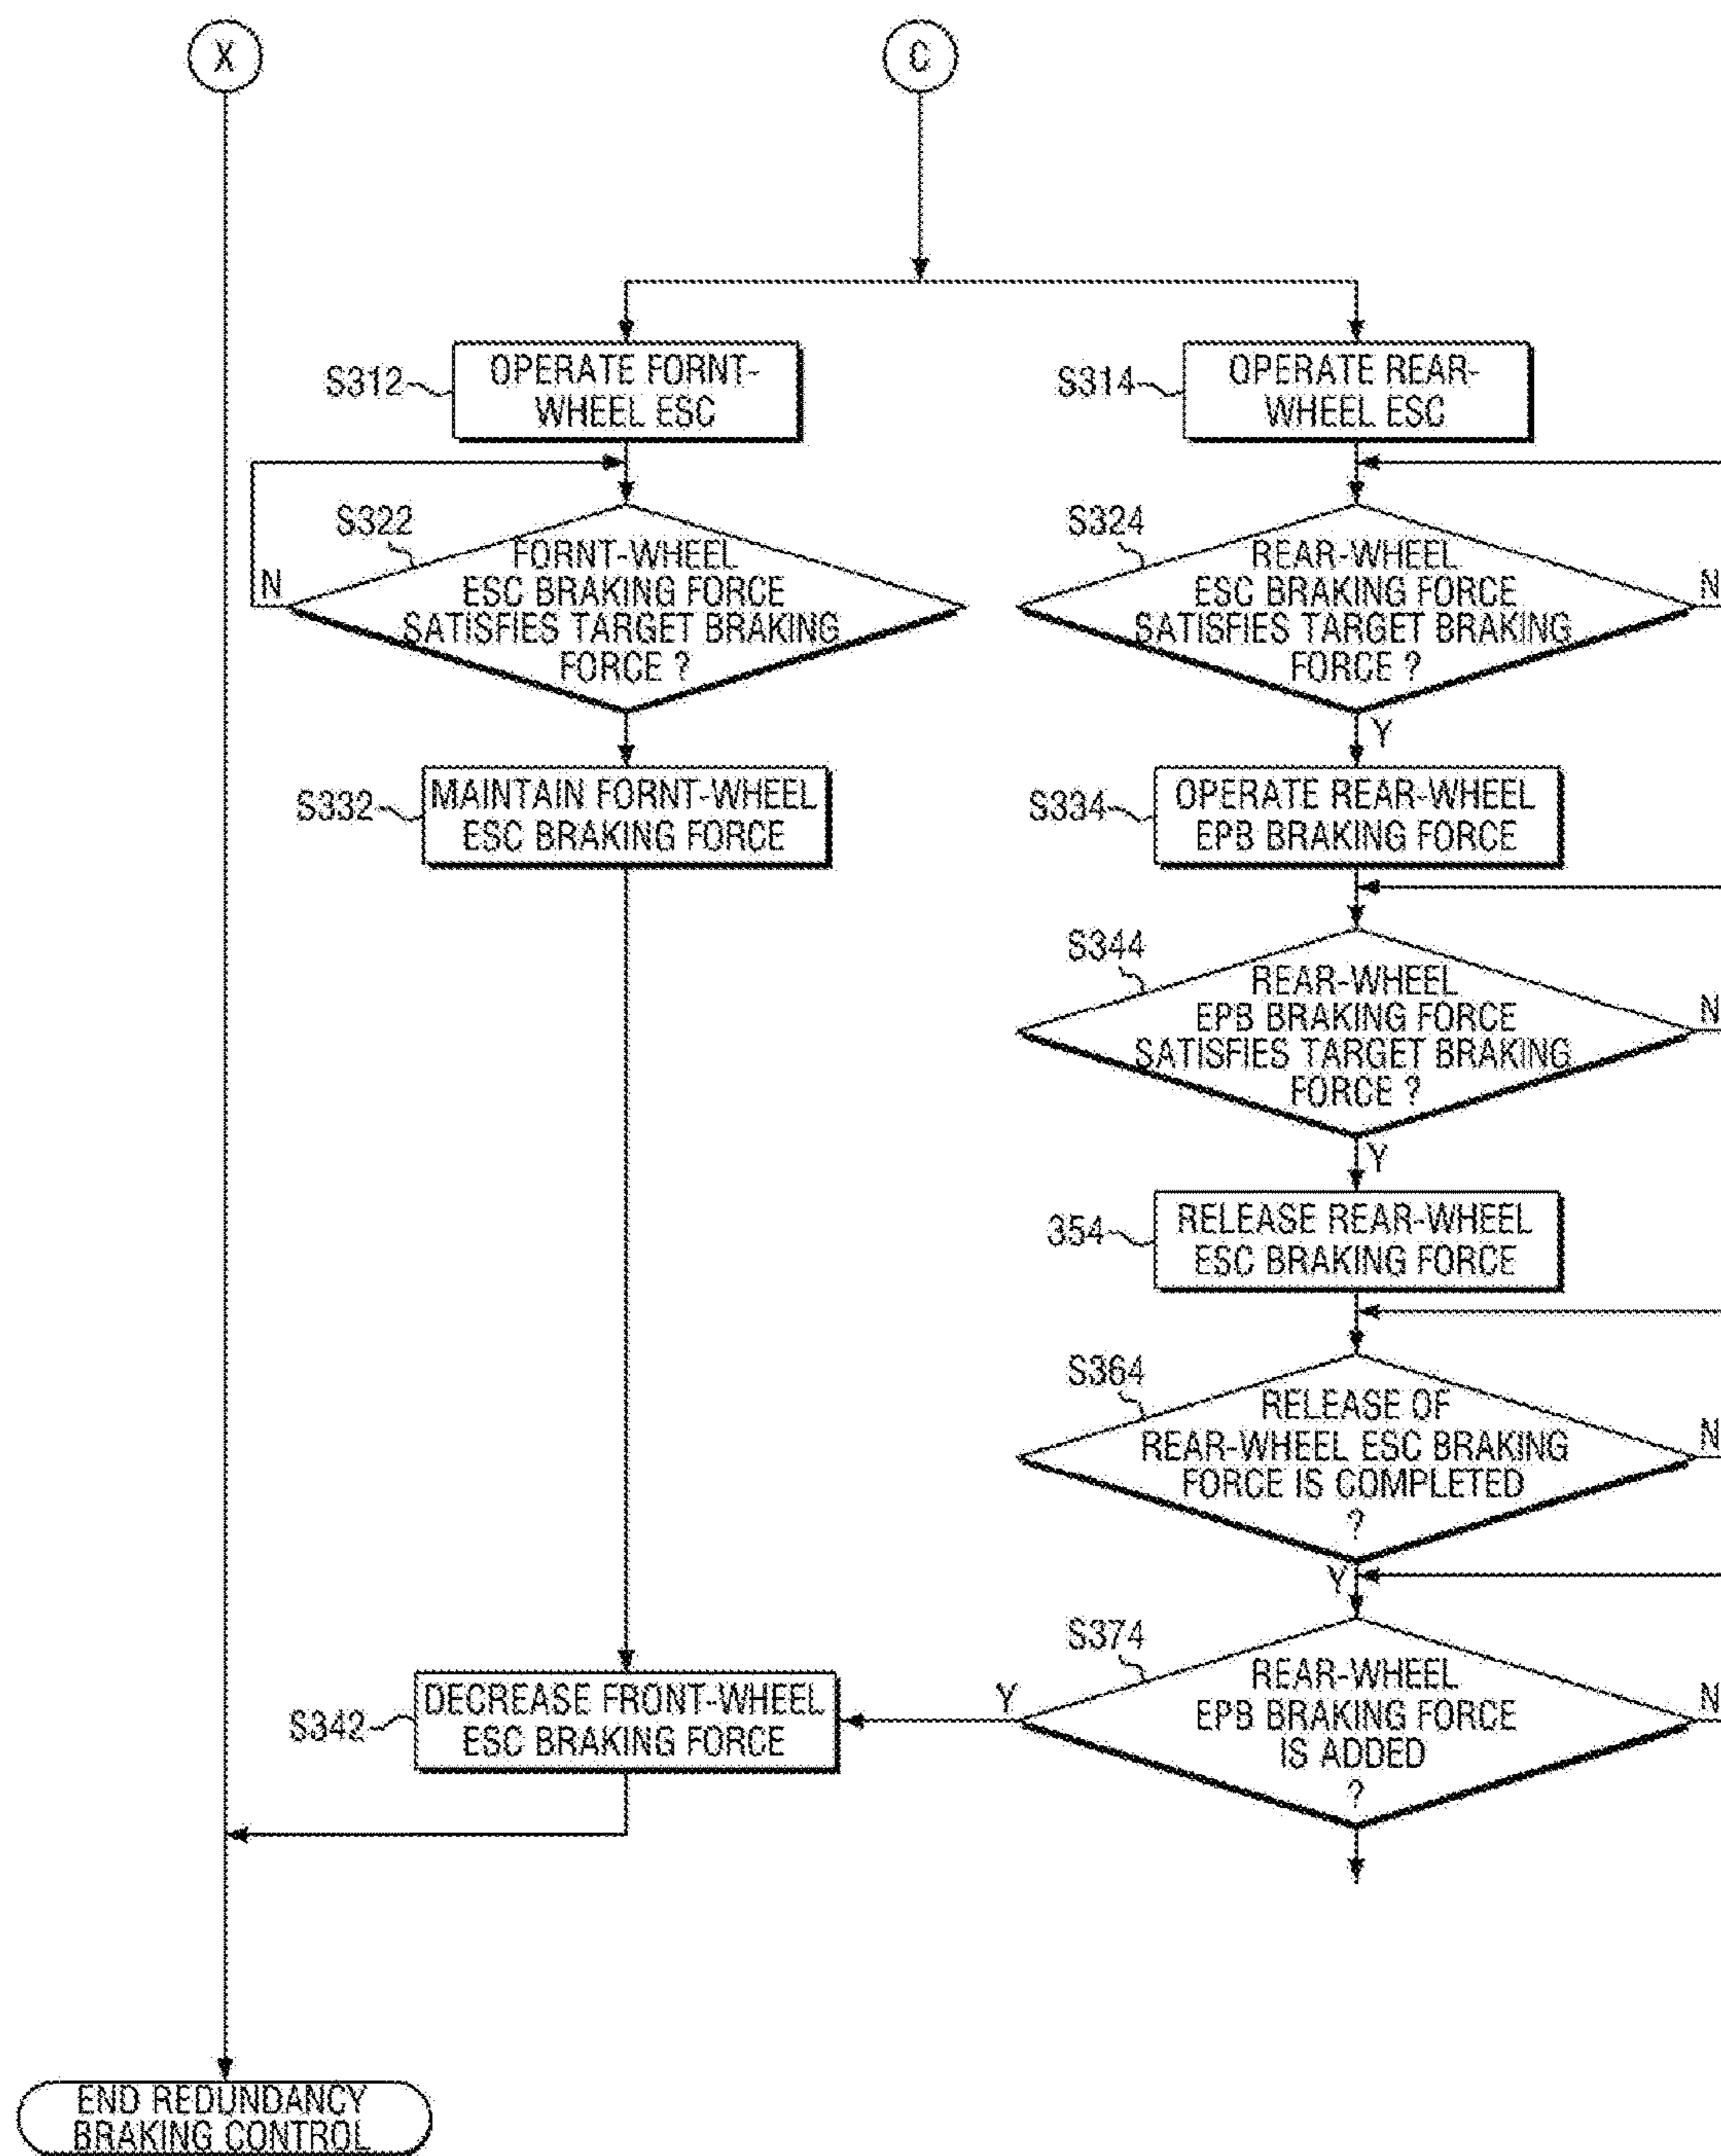 X
C
S312
OPERATE FORNT-
WHEEL ESC
S314
OPERATE REAR-
WHEEL ESC
S322
FORNT-WHEEL
ESC BRAKING FORCE
SATISFIES TARGET BRAKING
FORCE ?
N
S324
REAR-WHEEL
ESC BRAKING FORCE
SATISFIES TARGET BRAKING
FORCE ?
N
Y
S332
MAINTAIN FORNT-WHEEL
ESC BRAKING FORCE
S334
OPERATE REAR-WHEEL
EPB BRAKING FORCE
S344
REAR-WHEEL
EPB BRAKING FORCE
SATISFIES TARGET BRAKING
FORCE ?
N
Y
354
RELEASE REAR-WHEEL
ESC BRAKING FORCE
S364
RELEASE OF
REAR-WHEEL ESC BRAKING
FORCE IS COMPLETED
?
N
Y
S374
REAR-WHEEL
EPB BRAKING FORCE
IS ADDED
?
N
Y
S342
DECREASE FRONT-WHEEL
ESC BRAKING FORCE
END REDUNDANCY
BRAKING CONTROL